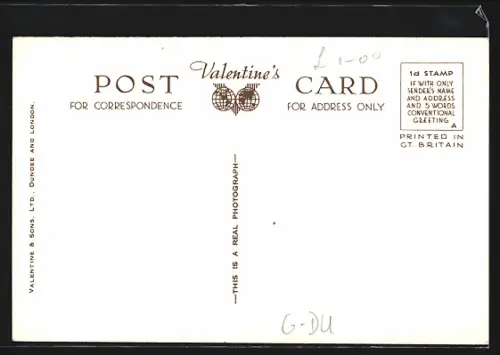 £ 1-00
Valentine's
POST CARD
FOR CORRESPONDENCE
FOR ADDRESS ONLY
1d STAMP
IF WITH ONLY
SENDER'S NAME
AND ADDRESS
AND 5 WORDS
CONVENTIONAL
GREETING
A
PRINTED IN
GT. BRITAIN
VALENTINE & SONS, LTD., DUNDEE AND LONDON.
—THIS IS A REAL PHOTOGRAPH—
G-DU